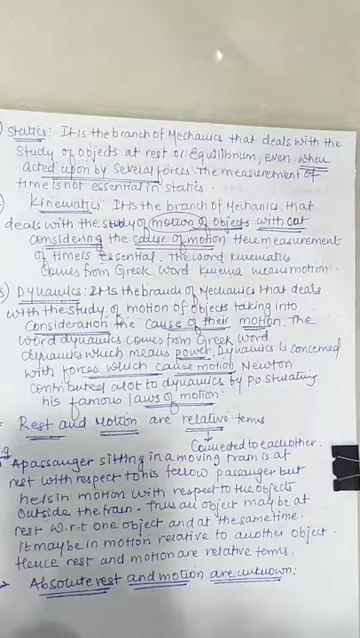 ) Statics: It is the branch of Mechanics that deals with the
study of objects at rest or Equilibrium, even when
acted upon by several forces. The measurement of
time is not essential in statics.
Kinematics: It is the branch of Mechanics, that
deals with the study of motion of objects with out
considering the cause of motion Here measurement
of time is essential. The word kinematics
comes from Greek word kinema means motion.
3) Dynamics: It is the branch of Mechanics that deals
with the study of motion of objects taking into
consideration the cause of their motion. The
word dynamics comes from Greek word
dynamis which means power. Dynamics is concerned
with forces which cause motion Newton
contributed a lot to dynamics by postulating
his famous laws of motion.
Rest and Motion are relative terms
↓
Connected to each other.
A passanger sitting in a moving train is at
rest with respect to his fellow passanger but
he is in motion with respect to the objects
outside the train. Thus an object may be at
rest w.r.t one object and at the same time.
it may be in motion relative to another object.
Hence rest and motion are relative terms.
→ Absolute rest and motion are unknown: